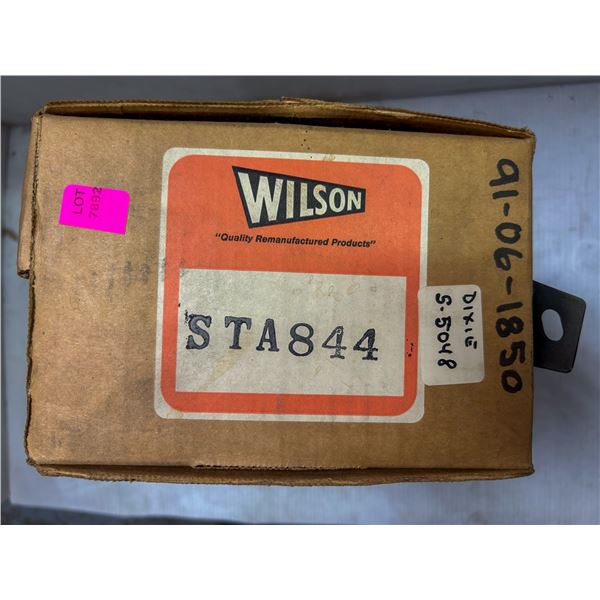 LOT
7892
WILSON
"Quality Remanufactured Products"
STA844
DIXIE
S.5048
91-06-1850